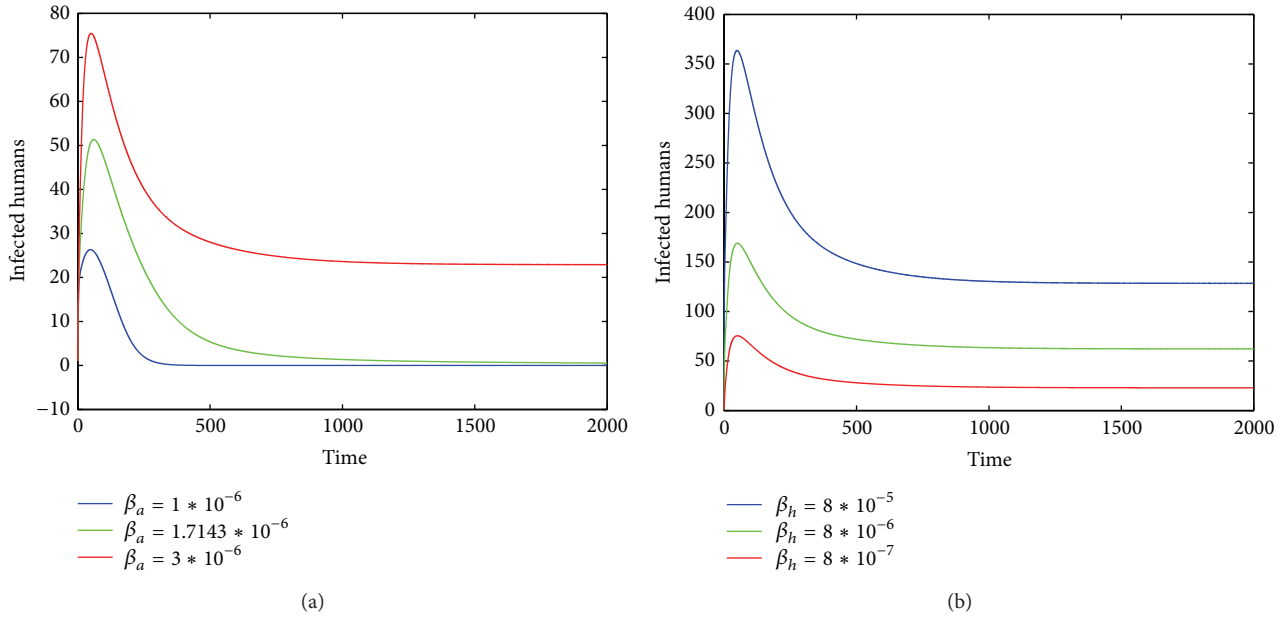 80
70
60
50
40
30
20
10
0
−10
Infected humans
0
500
1000
1500
2000
Time
β_a = 1 ∗ 10^−6
β_a = 1.7143 ∗ 10^−6
β_a = 3 ∗ 10^−6
(a)
400
350
300
250
200
150
100
50
0
Infected humans
0
500
1000
1500
2000
Time
β_h = 8 ∗ 10^−5
β_h = 8 ∗ 10^−6
β_h = 8 ∗ 10^−7
(b)